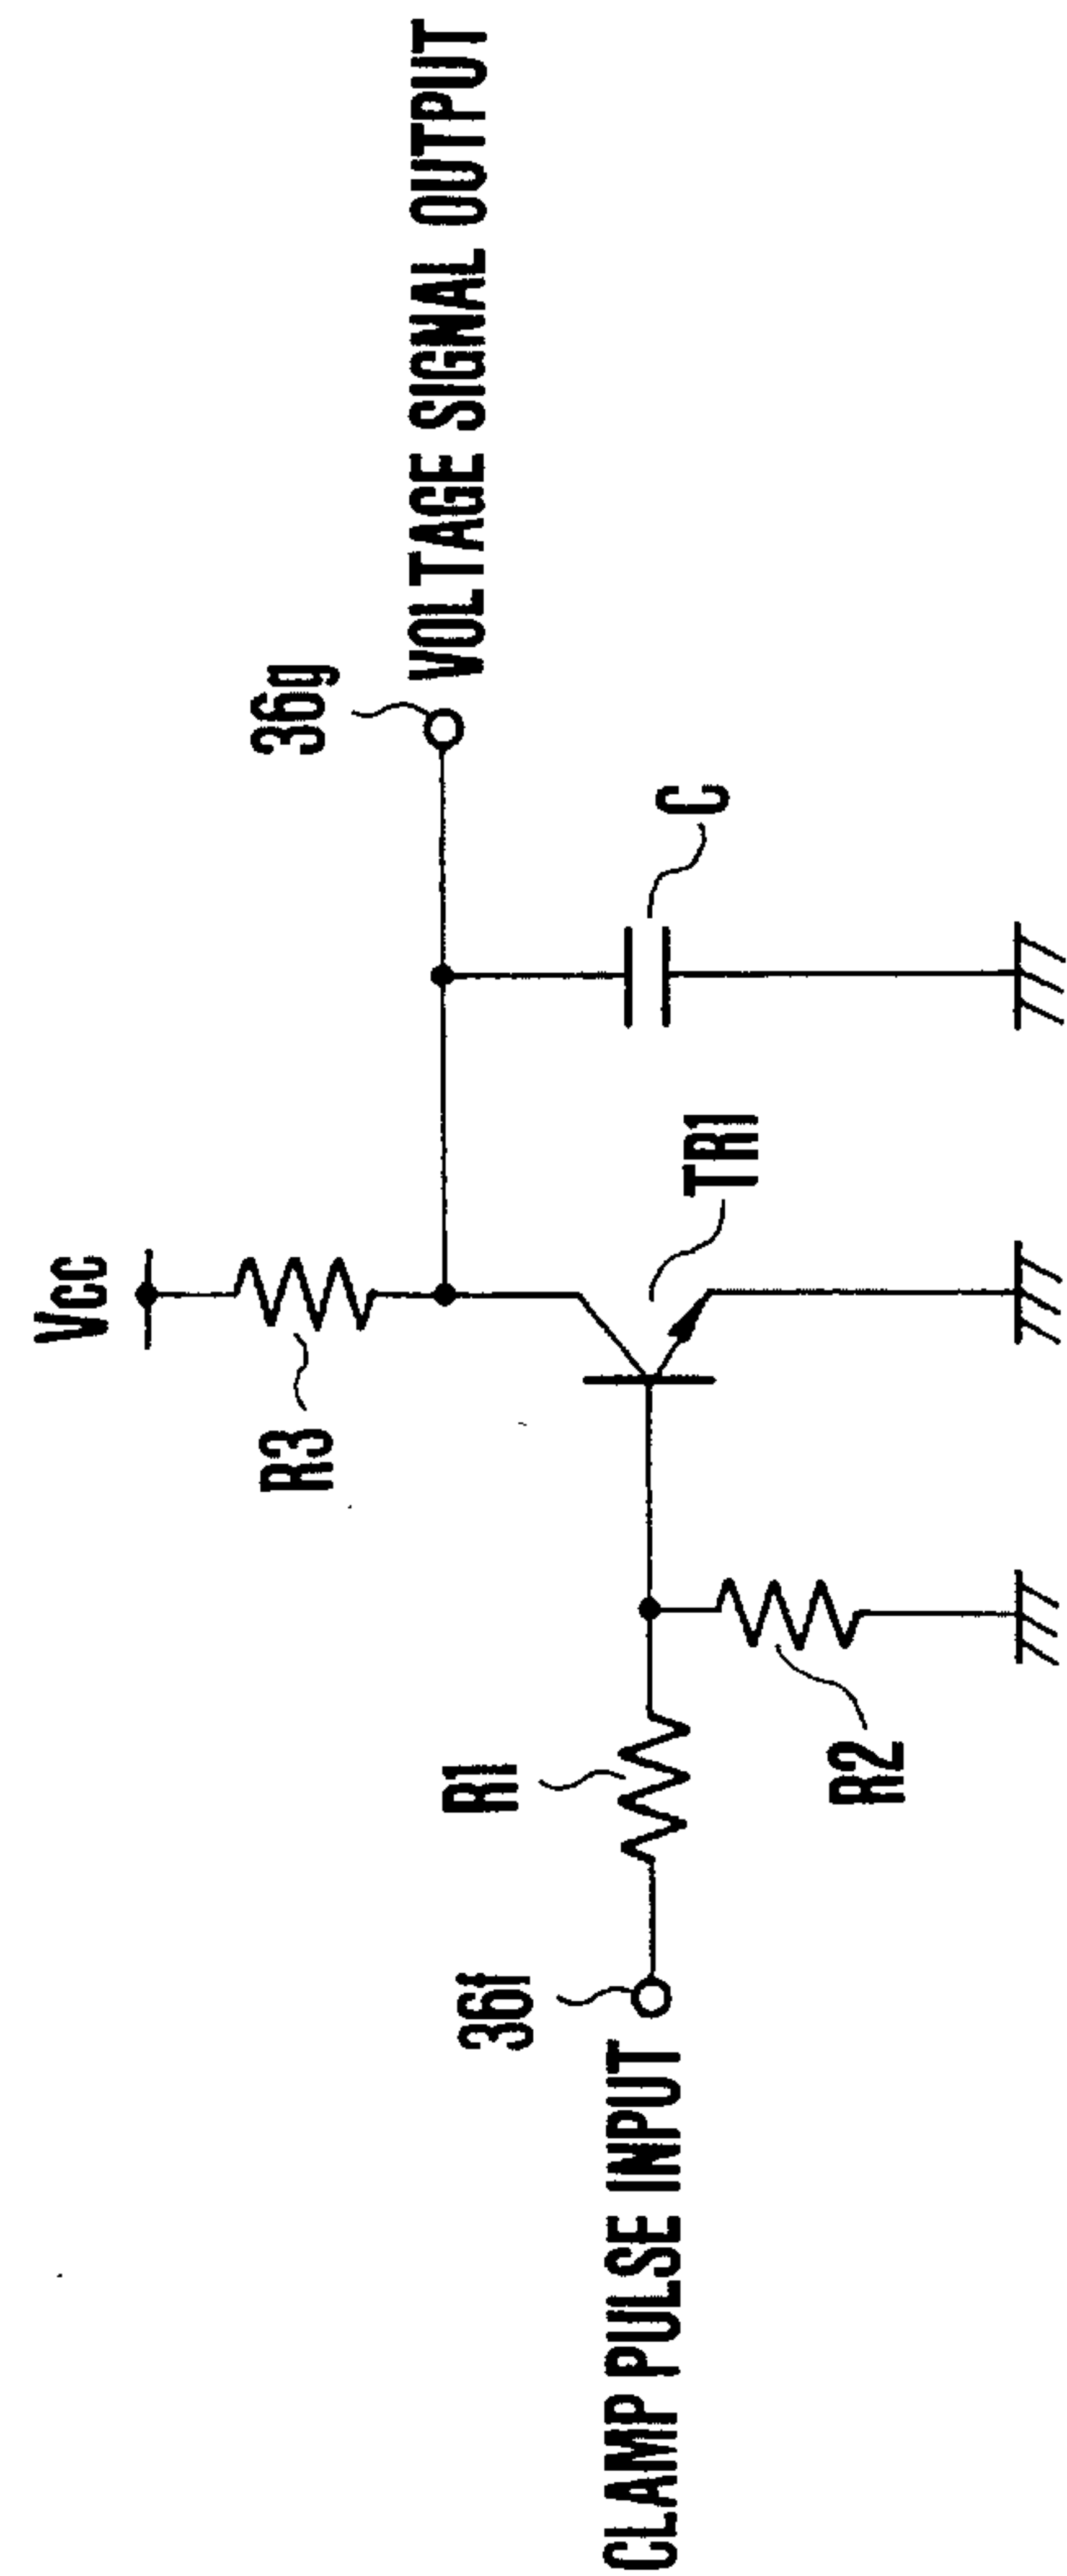 Vcc
R3
36g
VOLTAGE SIGNAL OUTPUT
C
TR1
R1
36f
CLAMP PULSE INPUT
R2